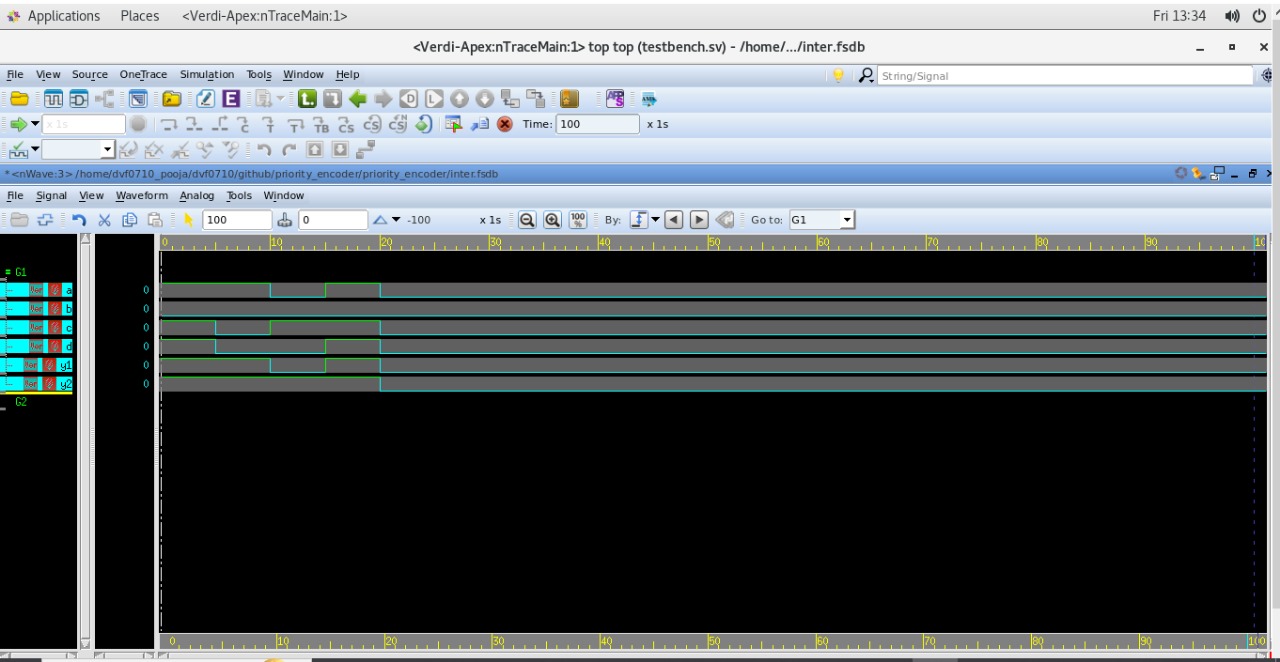 Applications Places <Verdi-Apex:nTraceMain:1> Fri 13:34
<Verdi-Apex:nTraceMain:1> top top (testbench.sv) - /home/.../inter.fsdb
File View Source OneTrace Simulation Tools Window Help String/Signal
x 1s Time: 100 x 1s
*<nWave:3> /home/dvf0710_pooja/dvf0710/github/priority_encoder/priority_encoder/inter.fsdb
File Signal View Waveform Analog Tools Window
100 0 -100 x 1s 100% By: Go to: G1
0 10 20 30 40 50 60 70 80 90
G1
a 0
b 0
c 0
d 0
y1 0
y2 0
G2
0 10 20 30 40 50 60 70 80 90 100